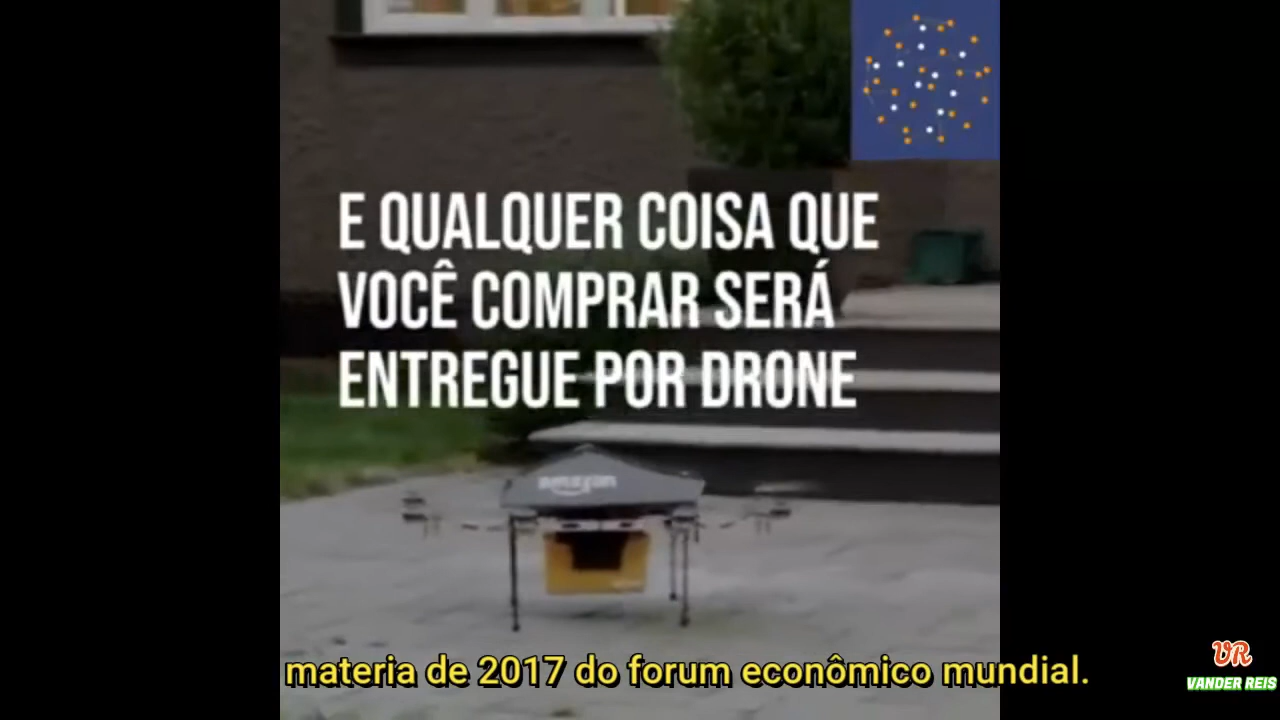 E QUALQUER COISA QUE
VOCÊ COMPRAR SERÁ
ENTREGUE POR DRONE
amazon
materia de 2017 do forum econômico mundial.
VR
VANDER REIS